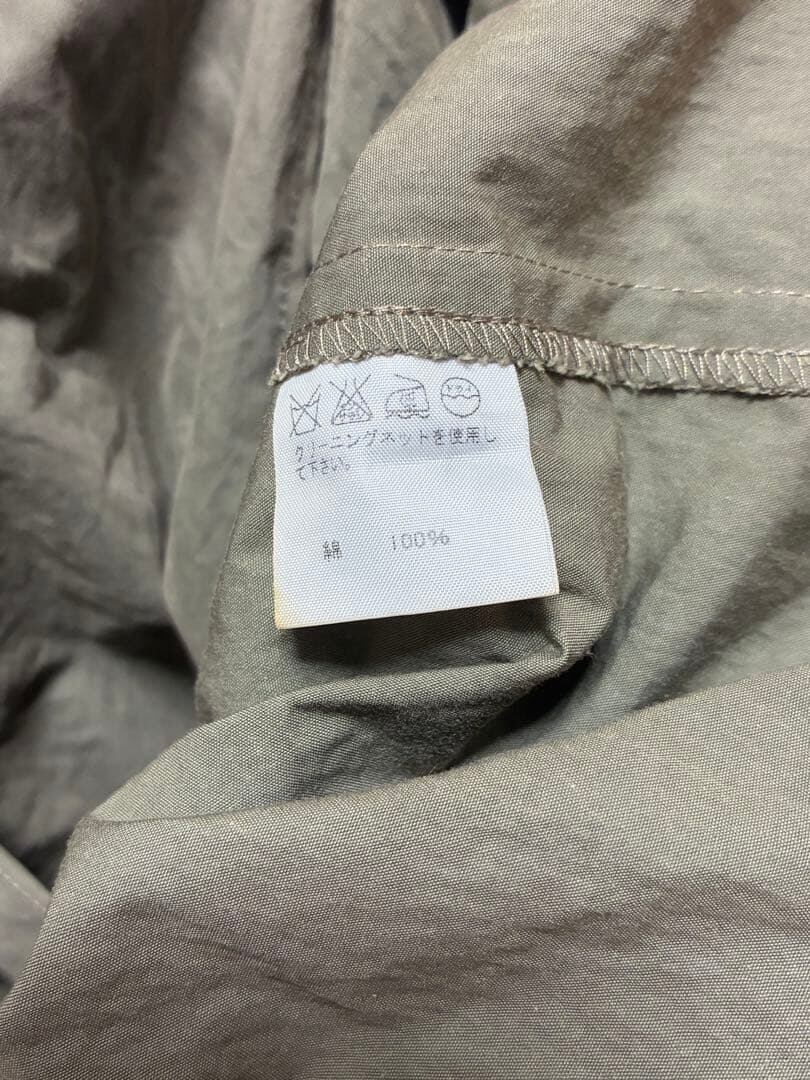 クリーニングネットを使用し
て下さい。
綿 100%